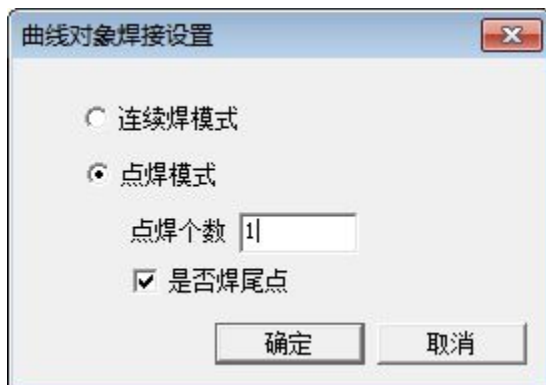 曲线对象焊接设置
连续焊模式
点焊模式
点焊个数 1
是否焊尾点
确定 取消